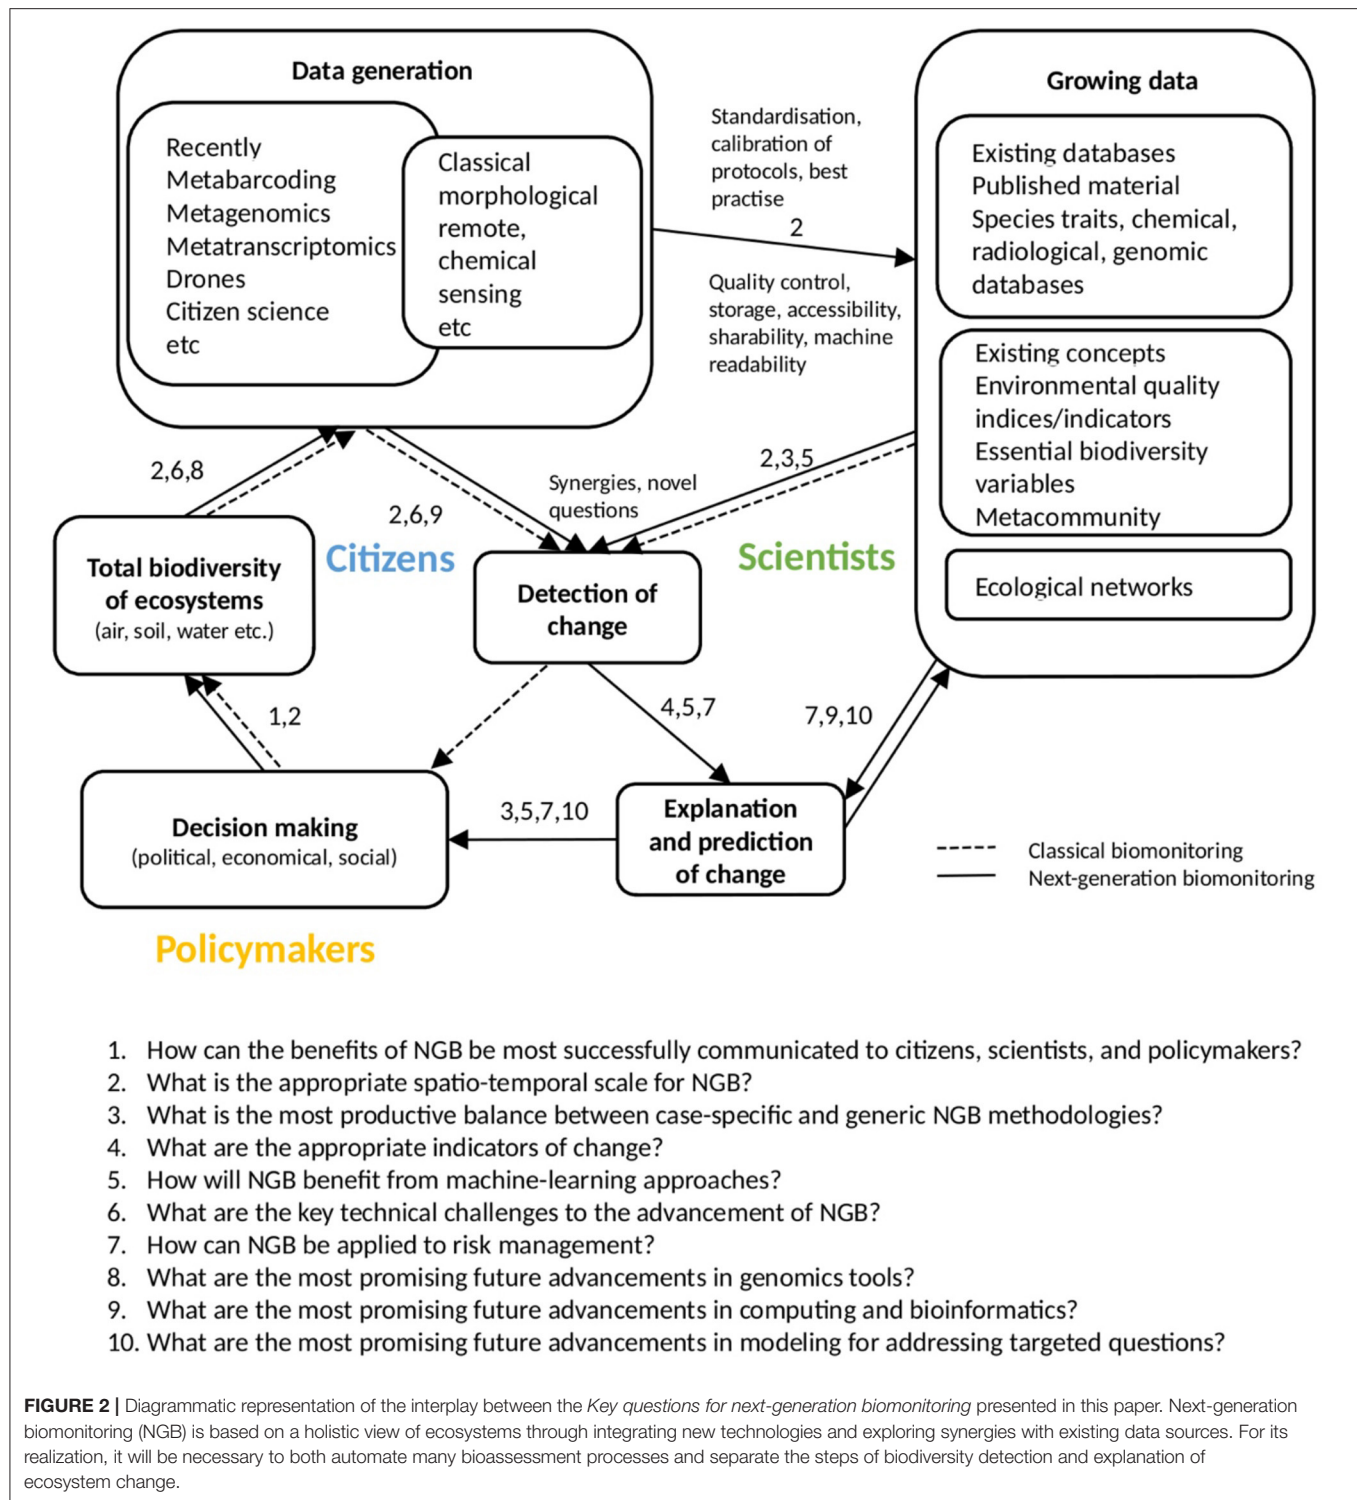 Data generation
Recently
Metabarcoding
Metagenomics
Metatranscriptomics
Drones
Citizen science
etc
Classical
morphological
remote,
chemical
sensing
etc
Standardisation,
calibration of
protocols, best
practise
2
Quality control,
storage, accessibility,
sharability, machine
readability
Growing data
Existing databases
Published material
Species traits, chemical,
radiological, genomic
databases
Existing concepts
Environmental quality
indices/indicators
Essential biodiversity
variables
Metacommunity
Ecological networks
2,6,8
2,6,9
Synergies, novel
questions
2,3,5
Citizens
Scientists
Total biodiversity
of ecosystems
(air, soil, water etc.)
Detection of
change
1,2
4,5,7
7,9,10
Decision making
(political, economical, social)
3,5,7,10
Explanation
and prediction
of change
Classical biomonitoring
Next-generation biomonitoring
Policymakers
1. How can the benefits of NGB be most successfully communicated to citizens, scientists, and policymakers?
2. What is the appropriate spatio-temporal scale for NGB?
3. What is the most productive balance between case-specific and generic NGB methodologies?
4. What are the appropriate indicators of change?
5. How will NGB benefit from machine-learning approaches?
6. What are the key technical challenges to the advancement of NGB?
7. How can NGB be applied to risk management?
8. What are the most promising future advancements in genomics tools?
9. What are the most promising future advancements in computing and bioinformatics?
10. What are the most promising future advancements in modeling for addressing targeted questions?
FIGURE 2 | Diagrammatic representation of the interplay between the Key questions for next-generation biomonitoring presented in this paper. Next-generation
biomonitoring (NGB) is based on a holistic view of ecosystems through integrating new technologies and exploring synergies with existing data sources. For its
realization, it will be necessary to both automate many bioassessment processes and separate the steps of biodiversity detection and explanation of
ecosystem change.